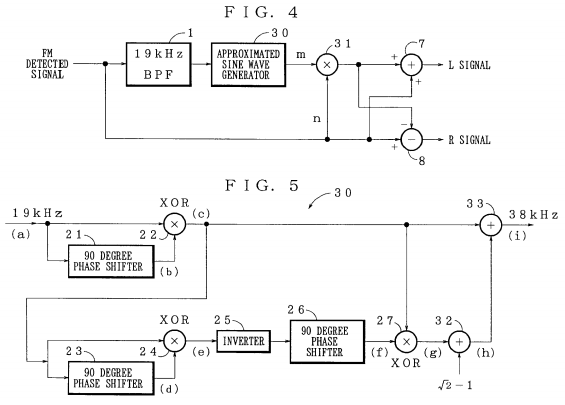 FIG. 4
FM
DETECTED
SIGNAL
1
19kHz
BPF
30
APPROXIMATED
SINE WAVE
GENERATOR
m
31
×
n
7
+
+
+
L SIGNAL
−
+
−
8
R SIGNAL
FIG. 5
30
19kHz
(a)
XOR
×
22
(c)
21
90 DEGREE
PHASE SHIFTER
(b)
33
+
38kHz
(i)
XOR
×
24
(e)
23
90 DEGREE
PHASE SHIFTER
(d)
25
INVERTER
26
90 DEGREE
PHASE
SHIFTER
(f)
27
×
XOR
(g)
32
+
(h)
√2−1